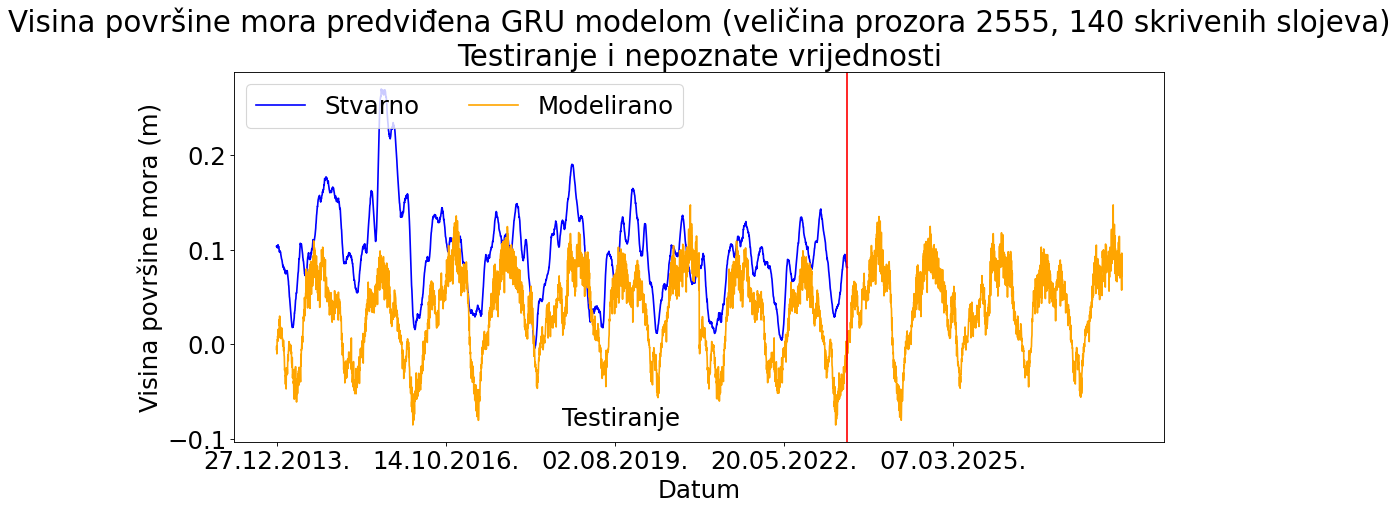 Visina površine mora predviđena GRU modelom (veličina prozora 2555, 140 skrivenih slojeva)
Testiranje i nepoznate vrijednosti
Stvarno Modelirano
Visina površine mora (m)
0.2
0.1
0.0
−0.1
Testiranje
27.12.2013. 14.10.2016. 02.08.2019. 20.05.2022. 07.03.2025.
Datum